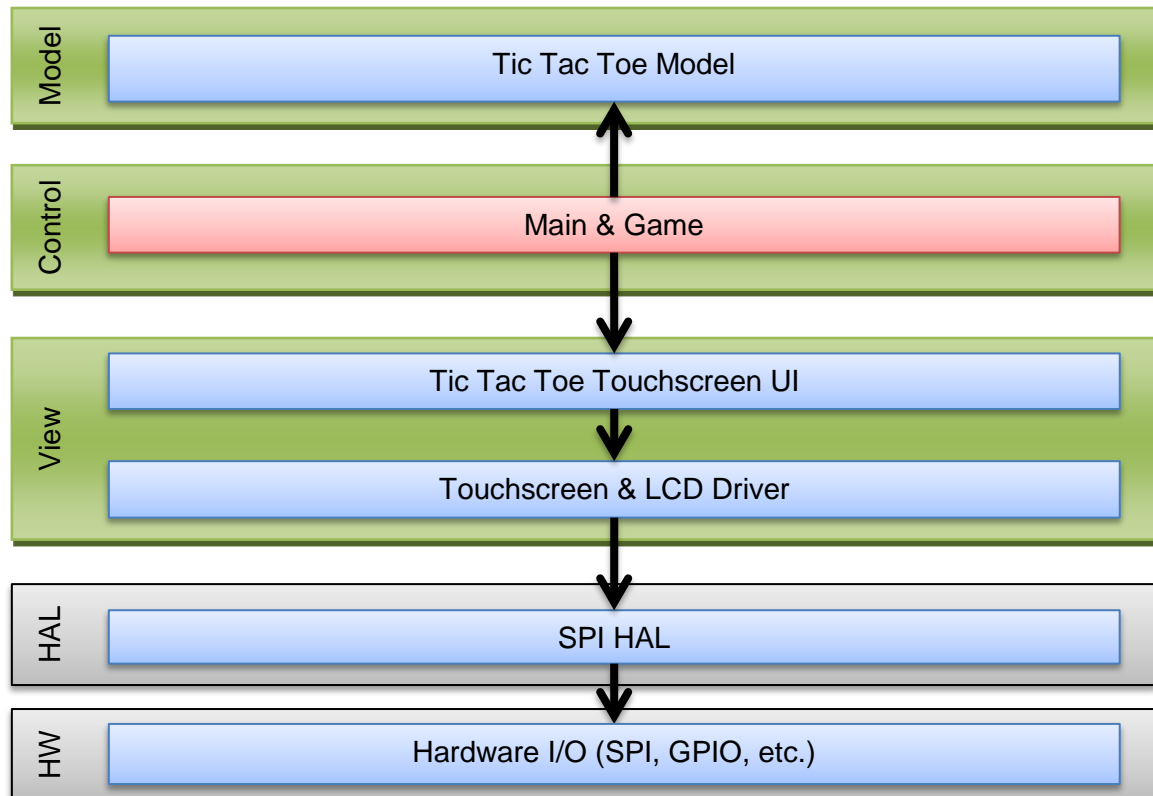 Model
Tic Tac Toe Model
Control
Main & Game
View
Tic Tac Toe Touchscreen UI
Touchscreen & LCD Driver
HAL
SPI HAL
HW
Hardware I/O (SPI, GPIO, etc.)